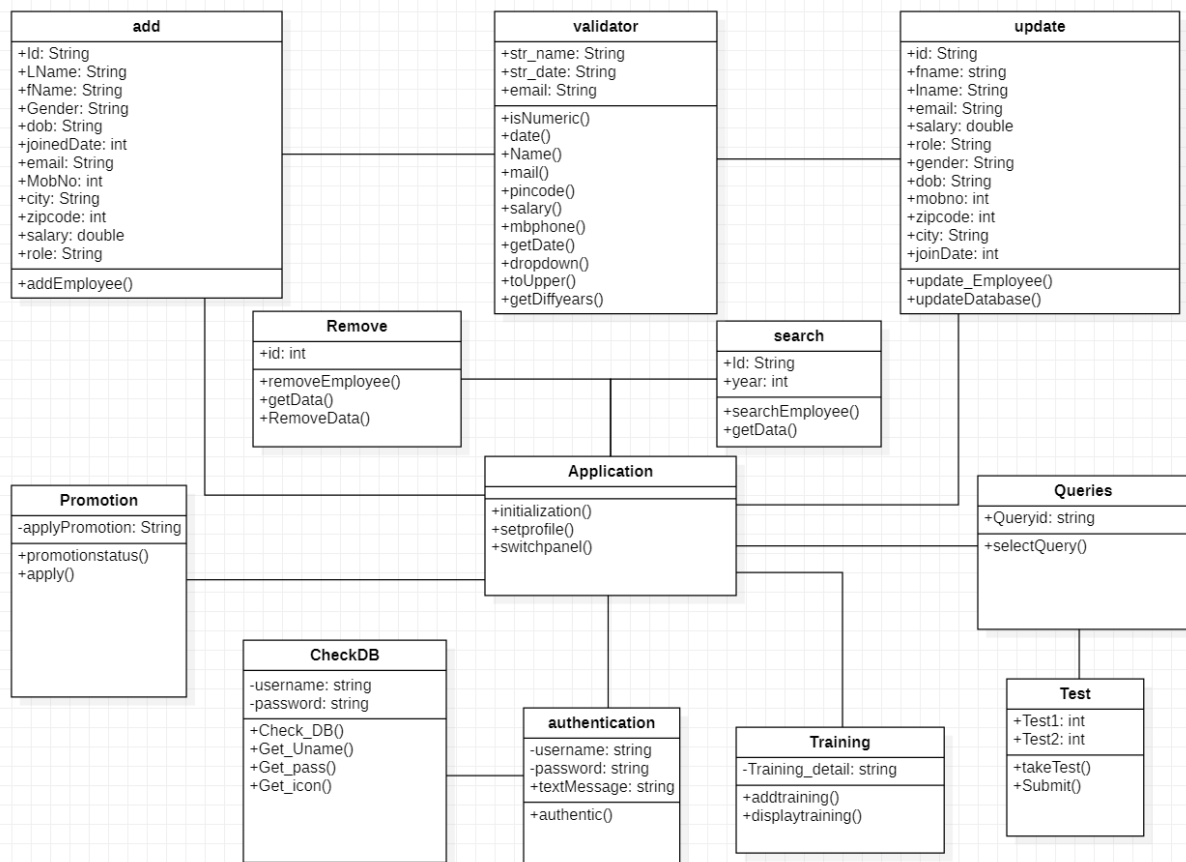 add
+Id: String
+LName: String
+fName: String
+Gender: String
+dob: String
+joinedDate: int
+email: String
+MobNo: int
+city: String
+zipcode: int
+salary: double
+role: String
+addEmployee()
validator
+str_name: String
+str_date: String
+email: String
+isNumeric()
+date()
+Name()
+mail()
+pincode()
+salary()
+mbphone()
+getDate()
+dropdown()
+toUpper()
+getDiffyears()
update
+id: String
+fname: string
+lname: String
+email: String
+salary: double
+role: String
+gender: String
+dob: String
+mobno: int
+zipcode: int
+city: String
+joinDate: int
+update_Employee()
+updateDatabase()
Remove
+id: int
+removeEmployee()
+getData()
+RemoveData()
search
+Id: String
+year: int
+searchEmployee()
+getData()
Application
+initialization()
+setprofile()
+switchpanel()
Promotion
-applyPromotion: String
+promotionstatus()
+apply()
Queries
+Queryid: string
+selectQuery()
CheckDB
-username: string
-password: string
+Check_DB()
+Get_Uname()
+Get_pass()
+Get_icon()
authentication
-username: string
-password: string
+textMessage: string
+authentic()
Training
-Training_detail: string
+addtraining()
+displaytraining()
Test
+Test1: int
+Test2: int
+takeTest()
+Submit()